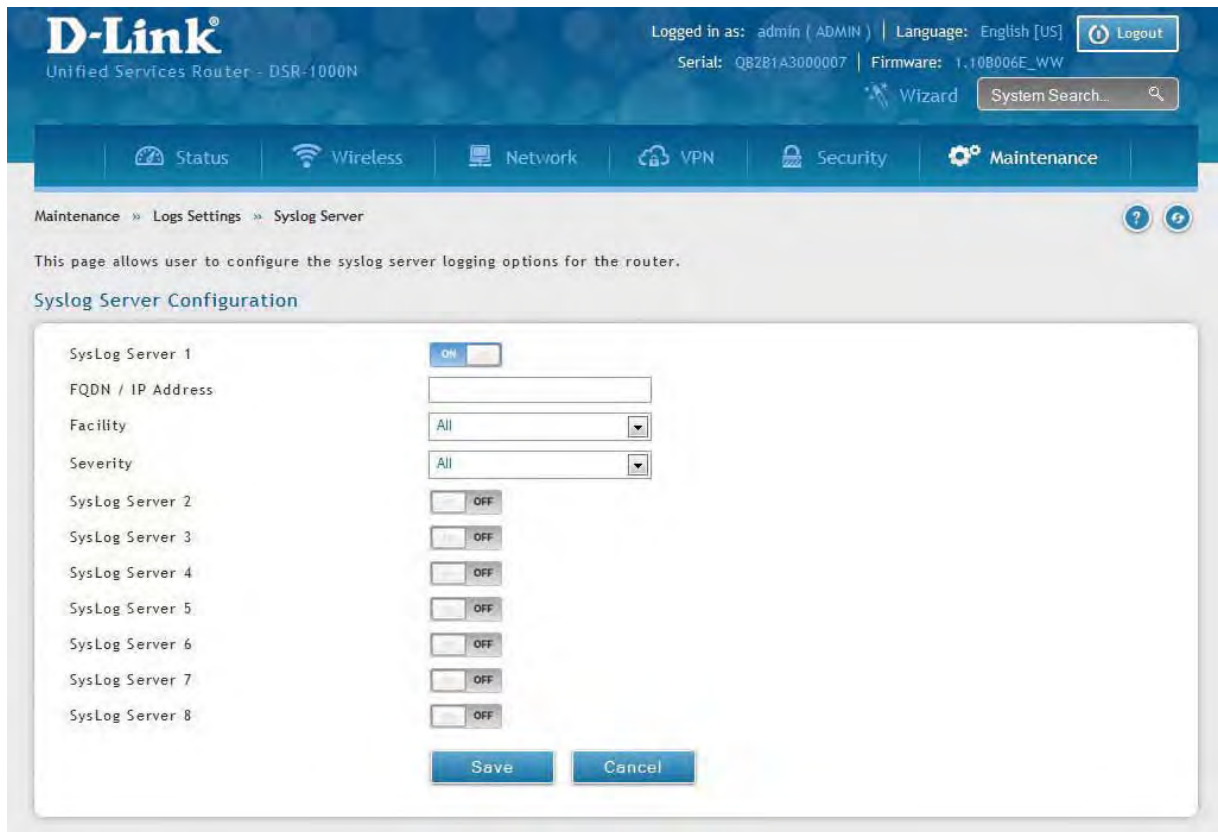 D-Link®
Unified Services Router - DSR-1000N
Logged in as: admin ( ADMIN ) | Language: English [US]
Logout
Serial: QB2B1A3000007 | Firmware: 1.10B006E_WW
Wizard
System Search...
Status
Wireless
Network
VPN
Security
Maintenance
Maintenance » Logs Settings » Syslog Server
?
This page allows user to configure the syslog server logging options for the router.
Syslog Server Configuration
SysLog Server 1 ON
FQDN / IP Address
Facility All
Severity All
SysLog Server 2 OFF
SysLog Server 3 OFF
SysLog Server 4 OFF
SysLog Server 5 OFF
SysLog Server 6 OFF
SysLog Server 7 OFF
SysLog Server 8 OFF
Save Cancel